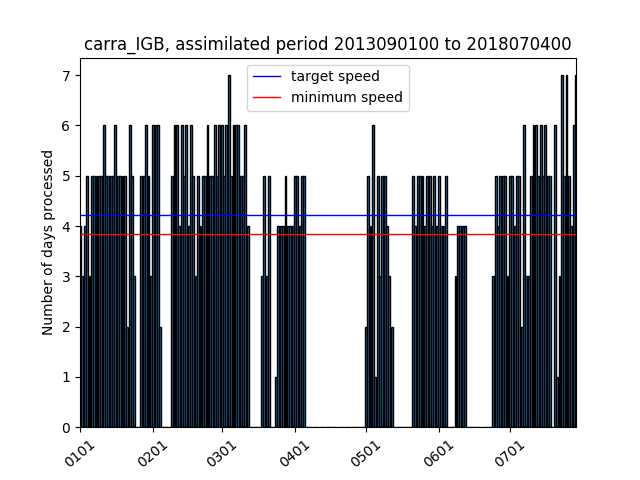 carra_IGB, assimilated period 2013090100 to 2018070400
target speed
minimum speed
Number of days processed
7
6
5
4
3
2
1
0
0101 0201 0301 0401 0501 0601 0701